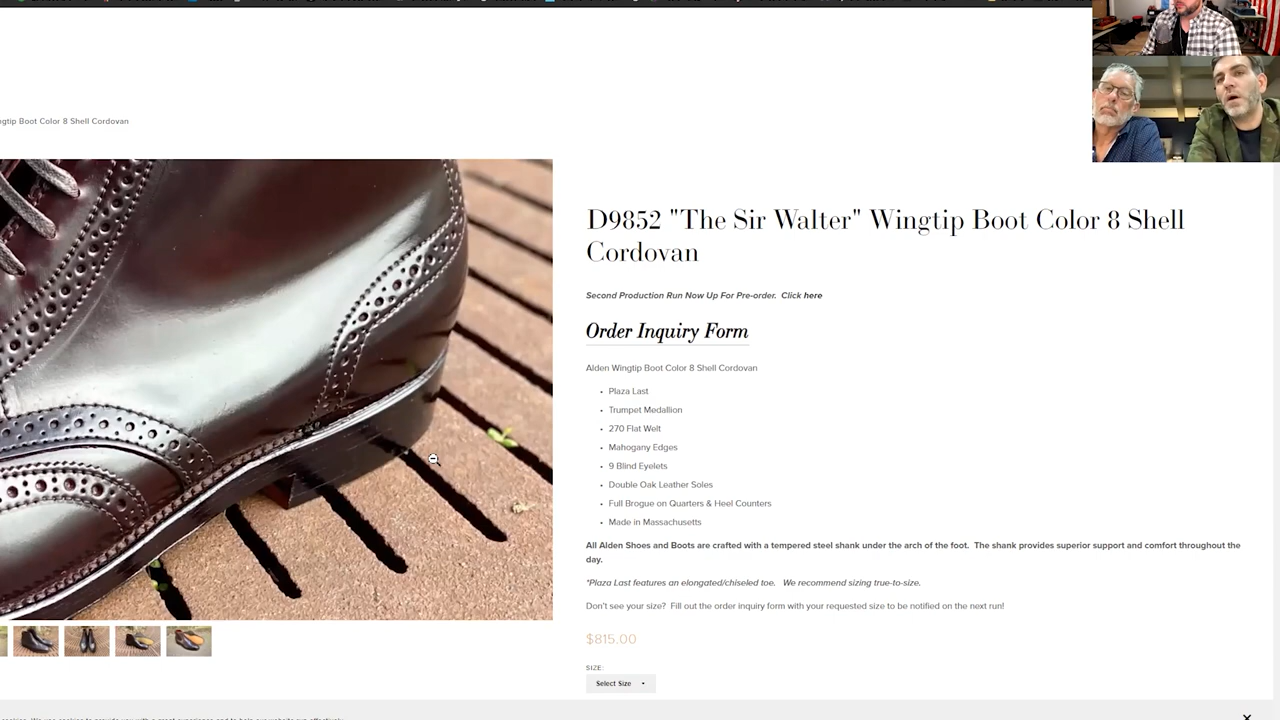 ngtip Boot Color 8 Shell Cordovan
D9852 "The Sir Walter" Wingtip Boot Color 8 Shell
Cordovan
Second Production Run Now Up For Pre-order. Click here
Order Inquiry Form
Alden Wingtip Boot Color 8 Shell Cordovan
• Plaza Last
• Trumpet Medallion
• 270 Flat Welt
• Mahogany Edges
• 9 Blind Eyelets
• Double Oak Leather Soles
• Full Brogue on Quarters & Heel Counters
• Made in Massachusetts
All Alden Shoes and Boots are crafted with a tempered steel shank under the arch of the foot. The shank provides superior support and comfort throughout the
day.
*Plaza Last features an elongated/chiseled toe. We recommend sizing true-to-size.
Don't see your size? Fill out the order inquiry form with your requested size to be notified on the next run!
$815.00
SIZE:
Select Size